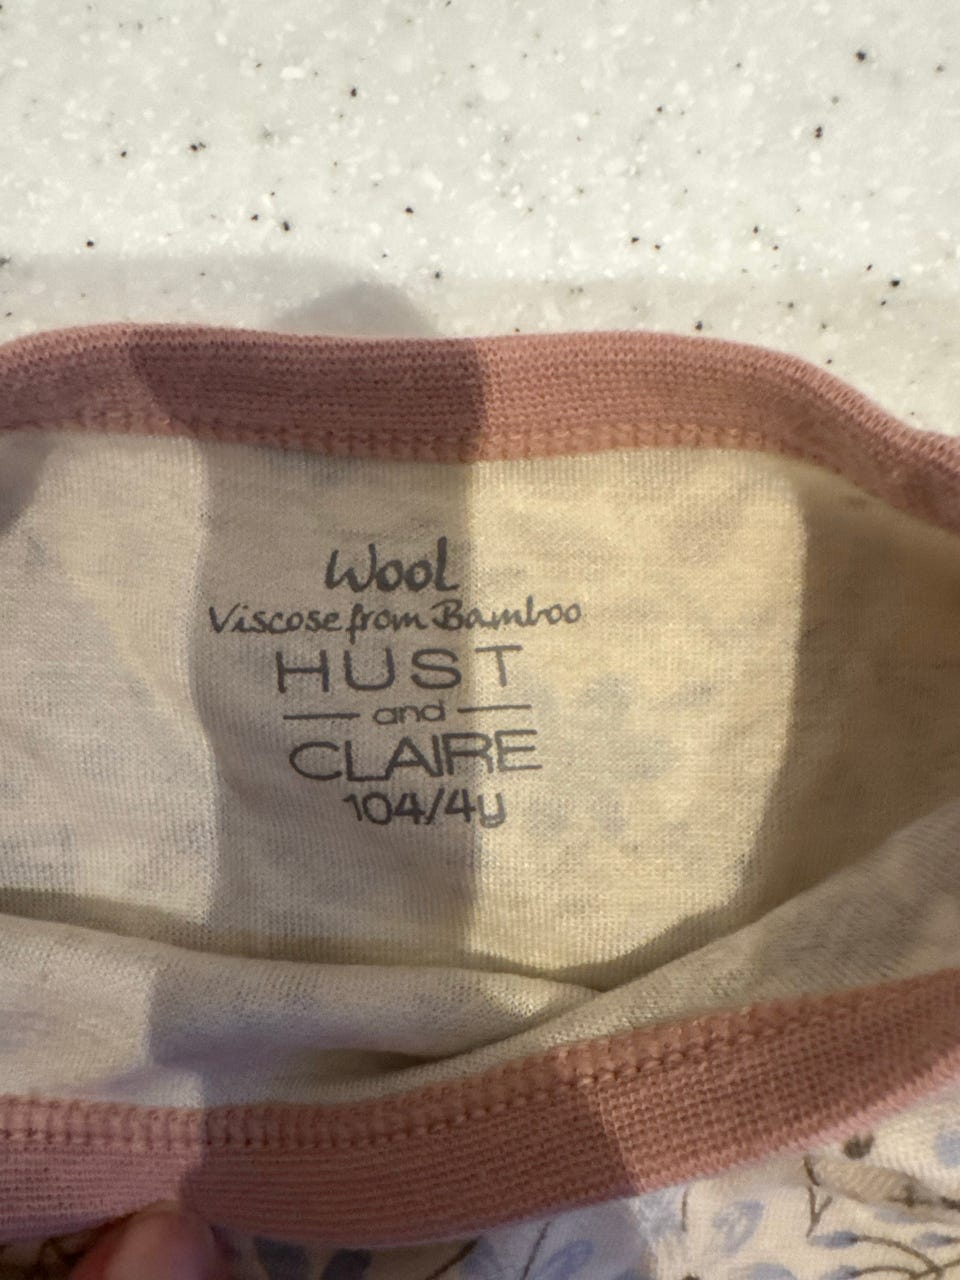 Wool
Viscose from Bamboo
HUST
and
CLAIRE
104/4y